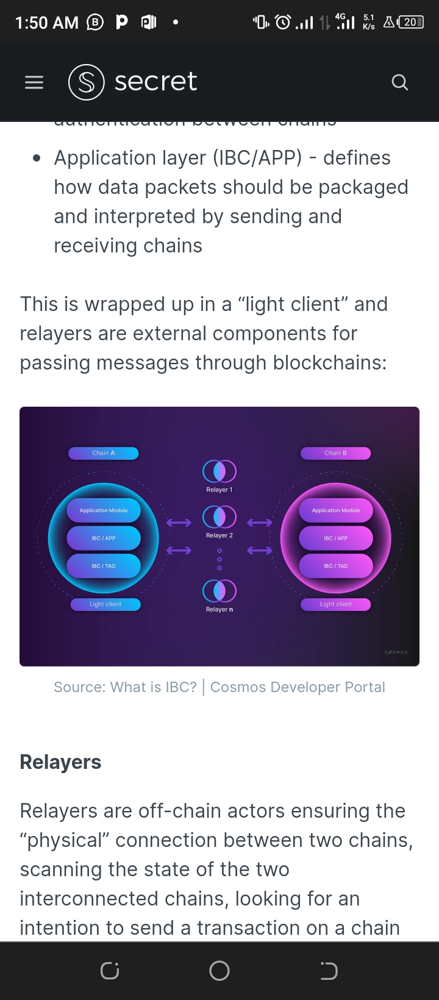 1:50 AM
4G
5.1
K/s
20
secret
authentication between chains
• Application layer (IBC/APP) - defines
how data packets should be packaged
and interpreted by sending and
receiving chains
This is wrapped up in a “light client” and
relayers are external components for
passing messages through blockchains:
Chain A
Application Module
IBC / APP
IBC / TAO
Light client
Relayer 1
Relayer 2
Relayer n
Chain B
Application Module
IBC / APP
IBC / TAO
Light client
COSMOS
Source: What is IBC? | Cosmos Developer Portal
Relayers
Relayers are off-chain actors ensuring the
“physical” connection between two chains,
scanning the state of the two
interconnected chains, looking for an
intention to send a transaction on a chain